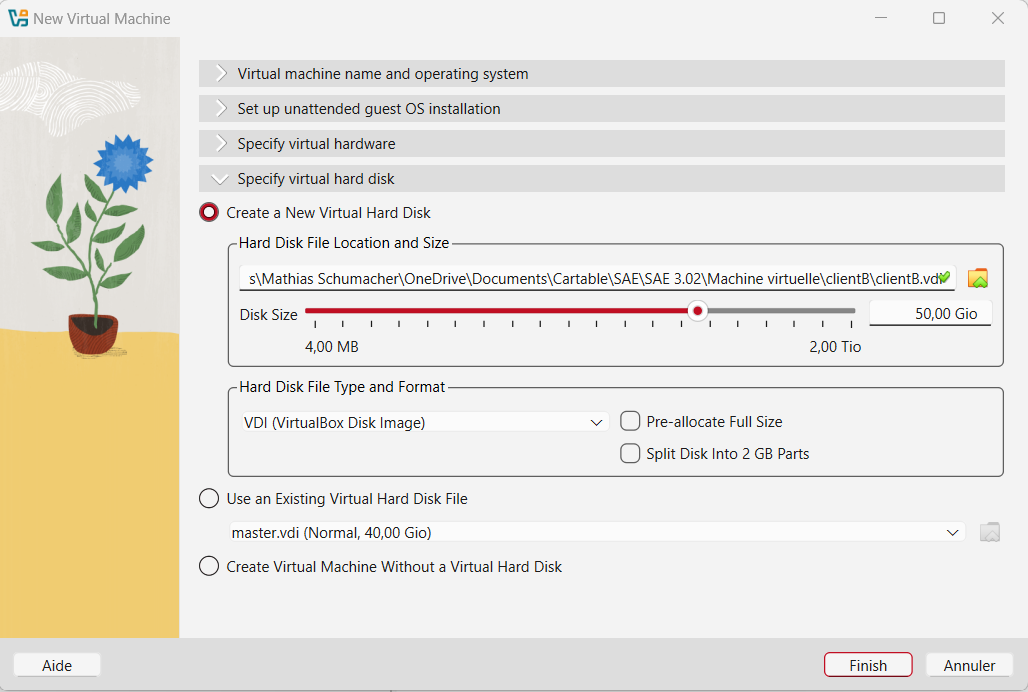 New Virtual Machine
Virtual machine name and operating system
Set up unattended guest OS installation
Specify virtual hardware
Specify virtual hard disk
Create a New Virtual Hard Disk
Hard Disk File Location and Size
s\Mathias Schumacher\OneDrive\Documents\Cartable\SAE\SAE 3.02\Machine virtuelle\clientB\clientB.vdi
Disk Size
50,00 Gio
4,00 MB
2,00 Tio
Hard Disk File Type and Format
VDI (VirtualBox Disk Image)
Pre-allocate Full Size
Split Disk Into 2 GB Parts
Use an Existing Virtual Hard Disk File
master.vdi (Normal, 40,00 Gio)
Create Virtual Machine Without a Virtual Hard Disk
Aide
Finish
Annuler